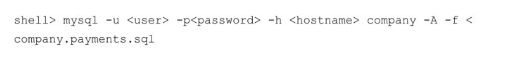 shell> mysql -u <user> -p<password> -h <hostname> company -A -f <
company.payments.sql